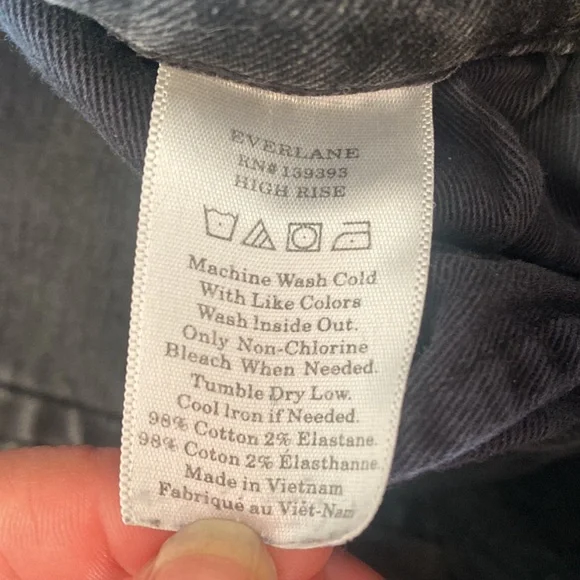 EVERLANE
RN# 139393
HIGH RISE
Machine Wash Cold
With Like Colors
Wash Inside Out.
Only Non-Chlorine
Bleach When Needed.
Tumble Dry Low.
Cool Iron if Needed.
98% Cotton 2% Elastane.
98% Coton 2% Élasthanne.
Made in Vietnam
Fabriqué au Viêt-Nam